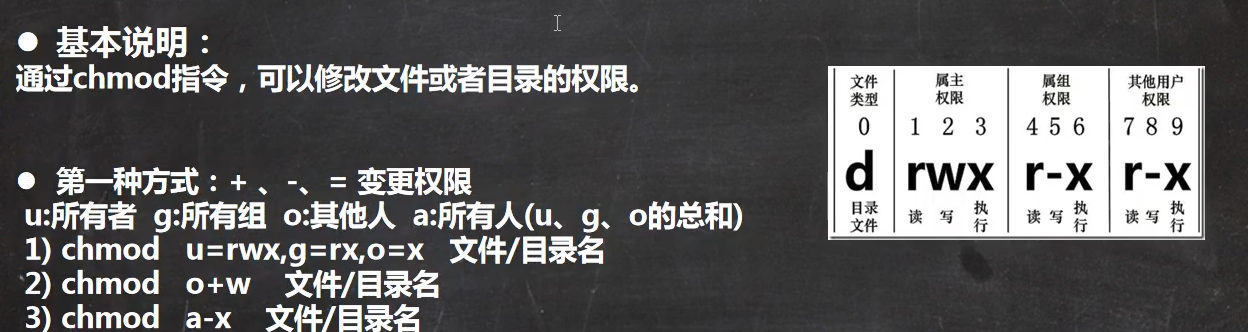 ● 基本说明：
通过chmod指令，可以修改文件或者目录的权限。
● 第一种方式：+ 、-、= 变更权限
u:所有者 g:所有组 o:其他人 a:所有人(u、g、o的总和)
1) chmod u=rwx,g=rx,o=x 文件/目录名
2) chmod o+w 文件/目录名
3) chmod a-x 文件/目录名
文件 属主 属组 其他用户
类型 权限 权限 权限
0 1 2 3 4 5 6 7 8 9
d rwx r-x r-x
目录 读 写 执 读 写 执 读 写 执
文件 行 行 行